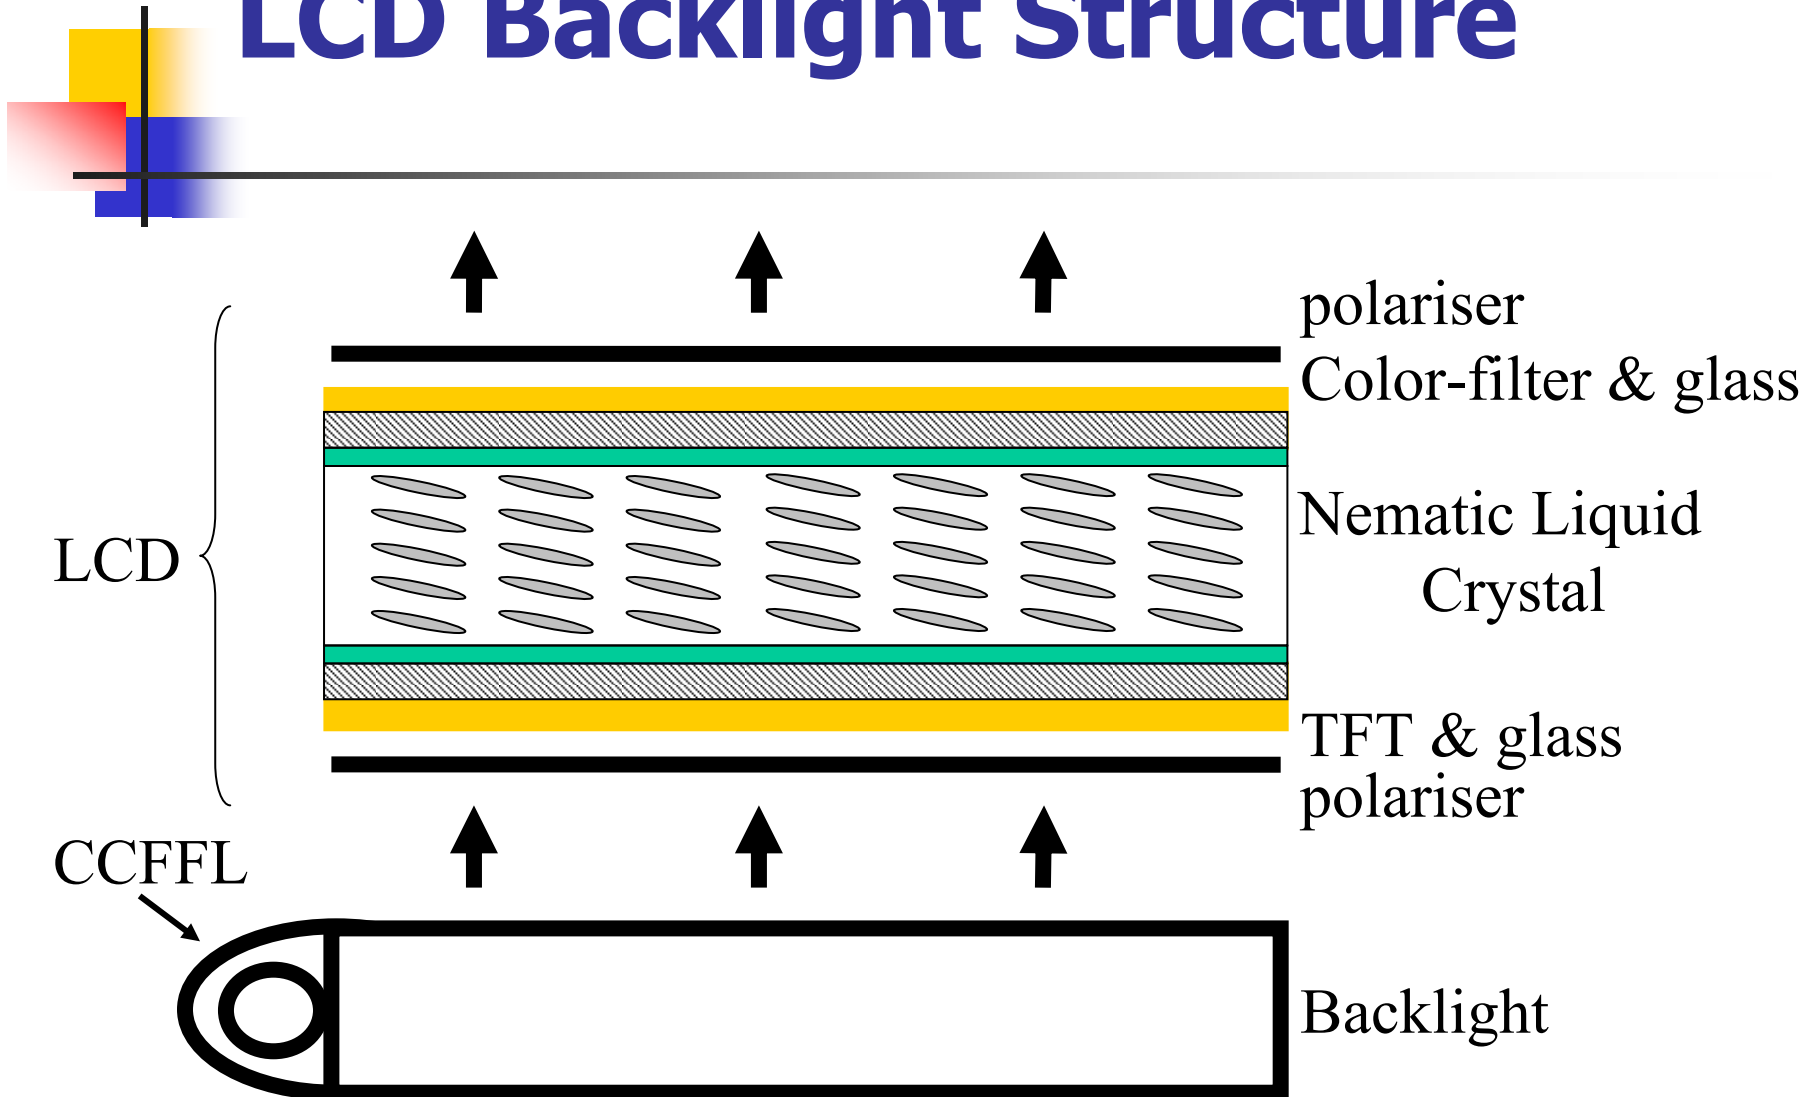 LCD Backlight Structure
polariser
Color-filter & glass
Nematic Liquid
Crystal
LCD
TFT & glass
polariser
CCFFL
Backlight